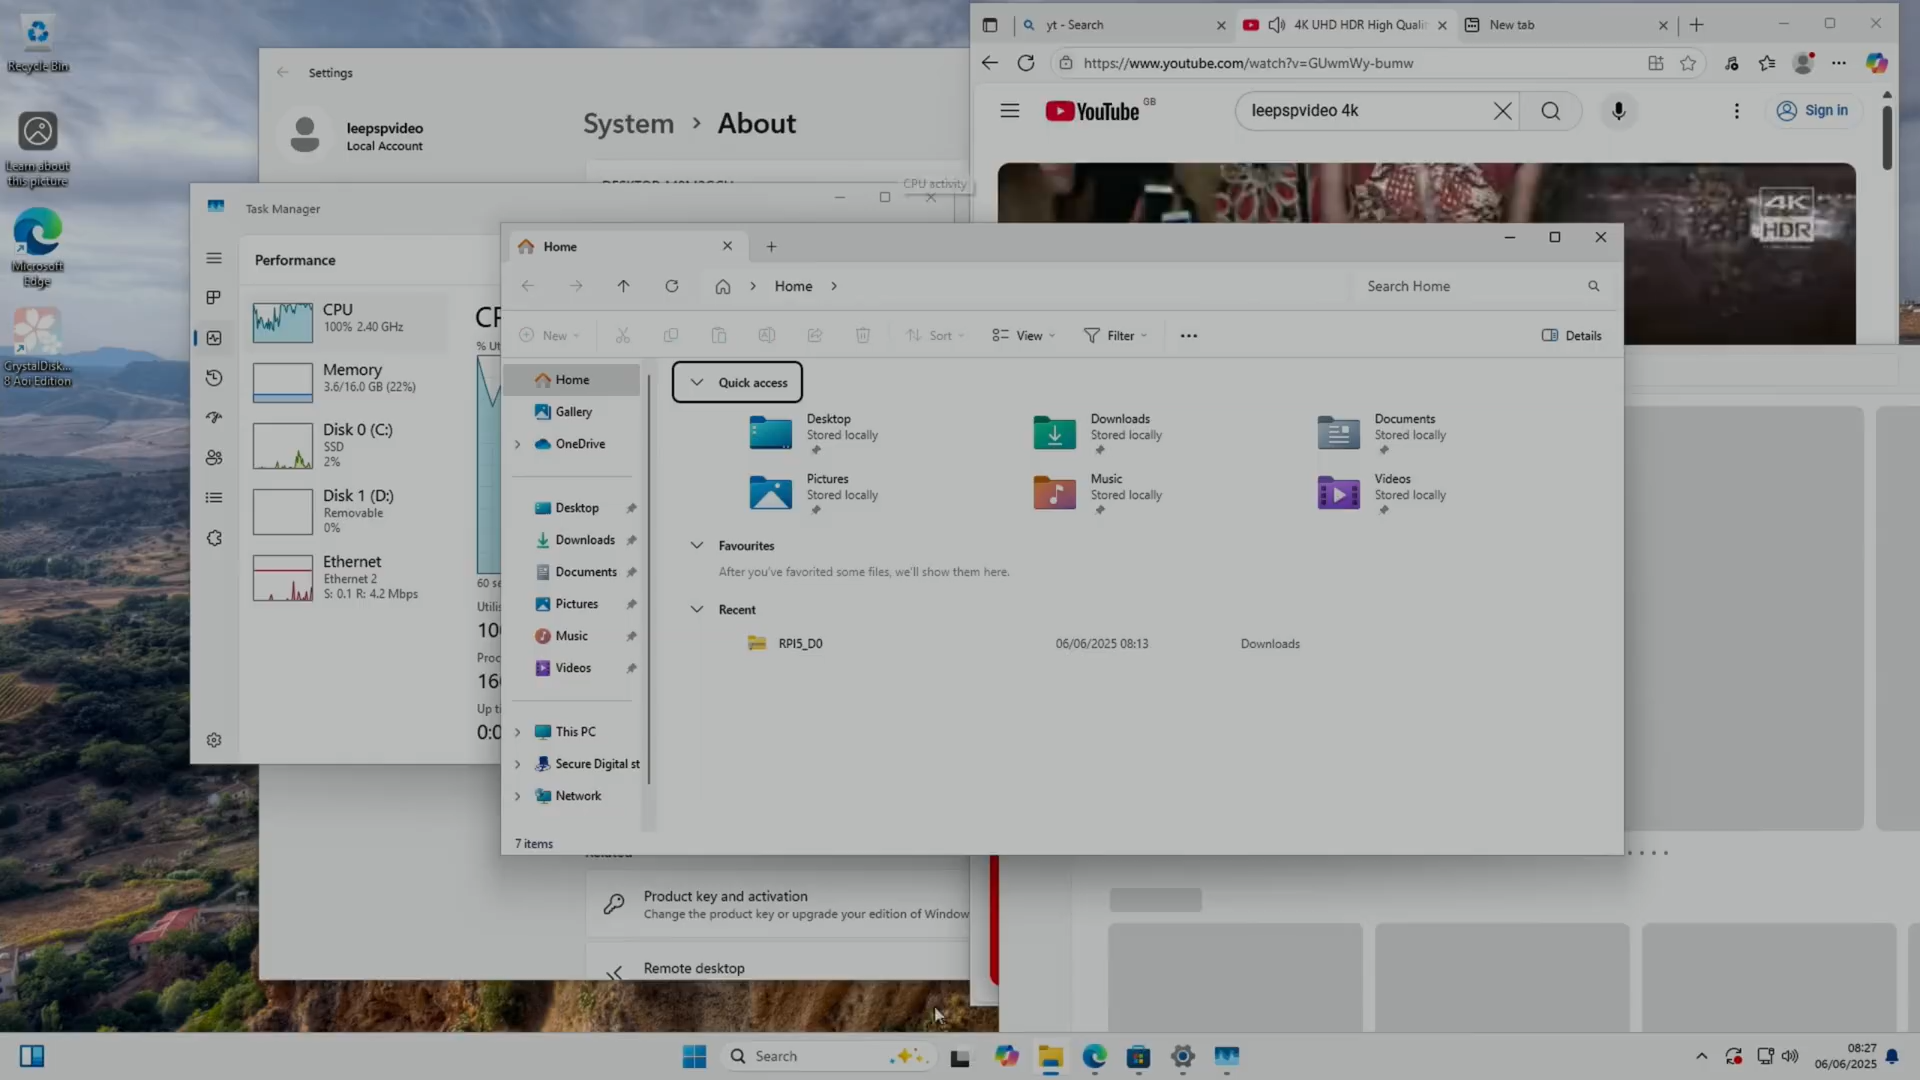 Recycle Bin
Learn about
this picture
Microsoft
Edge
CrystalDisk...
8 Aoi Edition
Settings
leepspvideo
Local Account
System > About
CPU activity
Task Manager
Performance
CPU
100% 2.40 GHz
Memory
3.6/16.0 GB (22%)
Disk 0 (C:)
SSD
2%
Disk 1 (D:)
Removable
0%
Ethernet
Ethernet 2
S: 0.1 R: 4.2 Mbps
60 se
Utilis
Proc
Up ti
yt - Search
4K UHD HDR High Quali
New tab
https://www.youtube.com/watch?v=GUwmWy-bumw
YouTube GB
leepspvideo 4k
Sign in
4K
HDR
Home
Home
Search Home
New
Sort
View
Filter
Details
Home
Gallery
OneDrive
Desktop
Downloads
Documents
Pictures
Music
Videos
This PC
Secure Digital st
Network
7 items
Quick access
Desktop
Stored locally
Downloads
Stored locally
Documents
Stored locally
Pictures
Stored locally
Music
Stored locally
Videos
Stored locally
Favourites
After you've favorited some files, we'll show them here.
Recent
RPI5_D0 06/06/2025 08:13 Downloads
Product key and activation
Change the product key or upgrade your edition of Window
Remote desktop
Search
08:27
06/06/2025